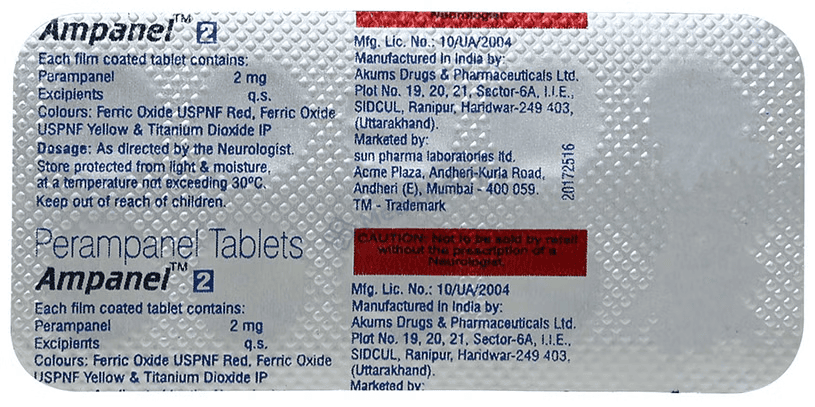 Ampanel™ 2
Each film coated tablet contains:
Perampanel 2 mg
Excipients q.s.
Colours: Ferric Oxide USPNF Red, Ferric Oxide
USPNF Yellow & Titanium Dioxide IP
Dosage: As directed by the Neurologist.
Store protected from light & moisture,
at a temperature not exceeding 30°C.
Keep out of reach of children.
Perampanel Tablets
Ampanel™ 2
Each film coated tablet contains:
Perampanel 2 mg
Excipients q.s.
Colours: Ferric Oxide USPNF Red, Ferric Oxide
USPNF Yellow & Titanium Dioxide IP
Neurologist.
Mfg. Lic. No.: 10/UA/2004
Manufactured in India by:
Akums Drugs & Pharmaceuticals Ltd.
Plot No. 19, 20, 21, Sector-6A, I.I.E.,
SIDCUL, Ranipur, Haridwar-249 403,
(Uttarakhand).
Marketed by:
sun pharma laboratories ltd.
Acme Plaza, Andheri-Kurla Road,
Andheri (E), Mumbai - 400 059.
TM - Trademark
20172516
CAUTION: Not to be sold by retail
without the prescription of a
Neurologist.
Mfg. Lic. No.: 10/UA/2004
Manufactured in India by:
Akums Drugs & Pharmaceuticals Ltd.
Plot No. 19, 20, 21, Sector-6A, I.I.E.,
SIDCUL, Ranipur, Haridwar-249 403,
(Uttarakhand).
Marketed by: